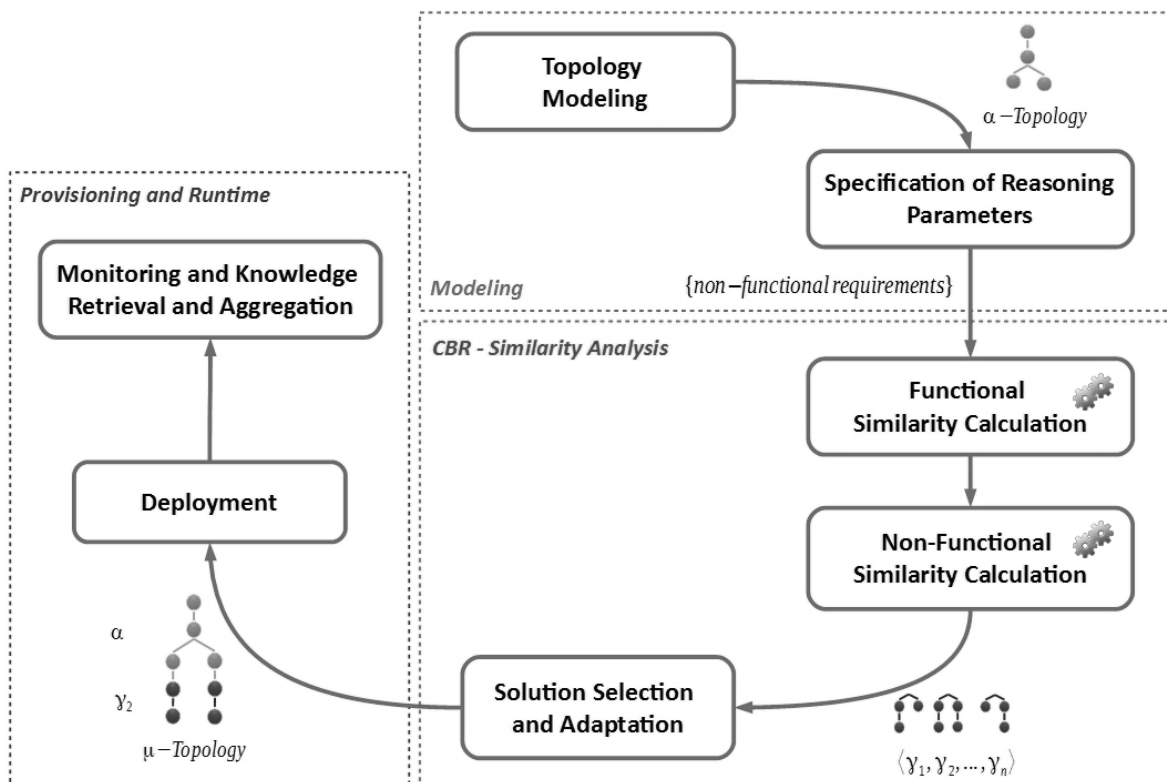 Topology
Modeling
α – Topology
Specification of Reasoning
Parameters
{non – functional requirements}
Modeling
CBR - Similarity Analysis
Functional
Similarity Calculation
Non-Functional
Similarity Calculation
⟨γ₁, γ₂, ..., γₙ⟩
Solution Selection
and Adaptation
Provisioning and Runtime
Monitoring and Knowledge
Retrieval and Aggregation
Deployment
α
γ₂
μ – Topology